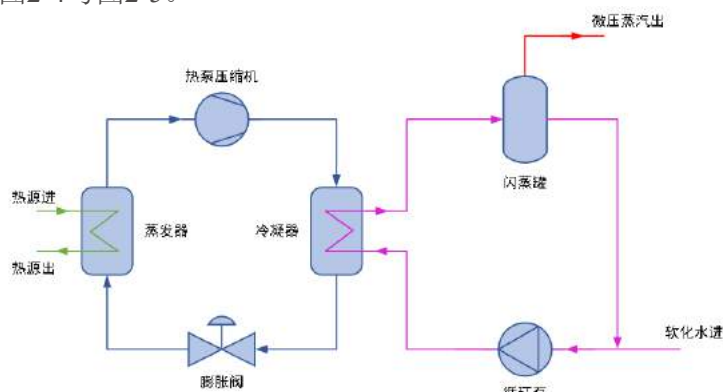 微压蒸汽出
热泵压缩机
闪蒸罐
热源进
蒸发器
冷凝器
热源出
软化水进
膨胀阀